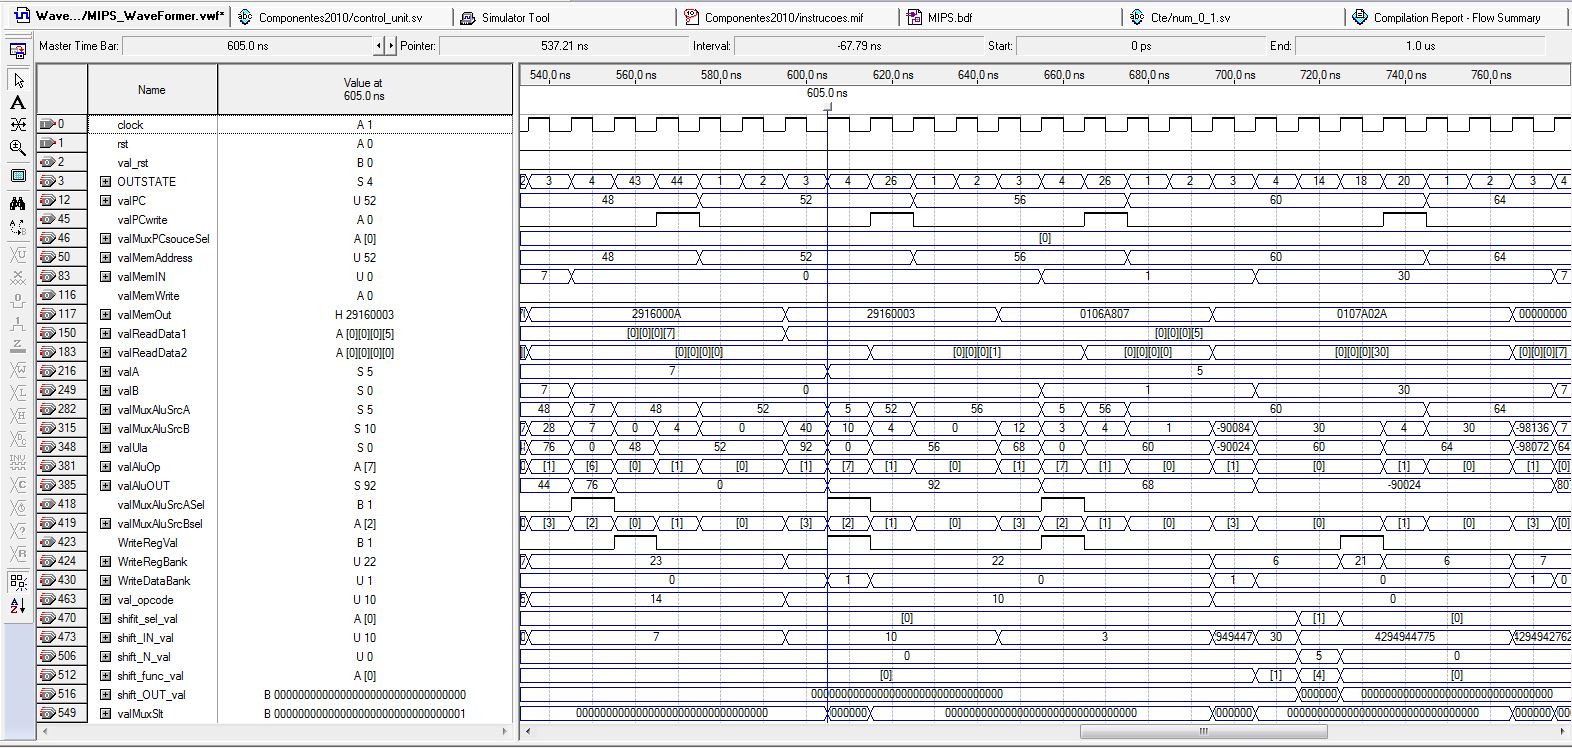 Wave.../MIPS_WaveFormer.vwf* Componentes2010/control_unit.sv Simulator Tool Componentes2010/instrucoes.mif MIPS.bdf Cte/num_0_1.sv Compilation Report - Flow Summary
Master Time Bar: 605.0 ns Pointer: 537.21 ns Interval: -67.79 ns Start: 0 ps End: 1.0 us
Name Value at 605.0 ns 540.0 ns 560.0 ns 580.0 ns 600.0 ns 620.0 ns 640.0 ns 660.0 ns 680.0 ns 700.0 ns 720.0 ns 740.0 ns 760.0 ns
605.0 ns
0 clock A 1
1 rst A 0
2 val_rst B 0
3 OUTSTATE S 4 2 3 4 43 44 1 2 3 4 26 1 2 3 4 26 1 2 3 4 14 18 20 1 2 3 4
12 valPC U 52 48 52 56 60 64
45 valPCwrite A 0
46 valMuxPCsouceSel A [0] [0]
50 valMemAddress U 52 48 52 56 60 64
83 valMemIN U 0 7 0 1 30 7
116 valMemWrite A 0
117 valMemOut H 29160003 2916000A 29160003 0106A807 0107A02A 00000000
150 valReadData1 A [0][0][0][5] [0][0][0][7] [0][0][0][5]
183 valReadData2 A [0][0][0][0] [0][0][0][0] [0][0][0][1] [0][0][0][0] [0][0][0][30] [0][0][0][7]
216 valA S 5 7 5
249 valB S 0 7 0 1 30 7
282 valMuxAluSrcA S 5 48 7 48 52 5 52 56 5 56 60 64
315 valMuxAluSrcB S 10 28 7 0 4 0 40 10 4 0 12 3 4 1 -90084 30 4 30 -98136 7
348 valUla S 0 76 0 48 52 92 0 56 68 0 60 -90024 60 64 -98072 64
381 valAluOp A [7] [1] [6] [0] [1] [0] [1] [7] [1] [0] [1] [7] [1] [0] [1] [0] [1] [0] [1] [0]
385 valAluOUT S 92 44 76 0 92 68 -90024
418 valMuxAluSrcASel B 1
419 valMuxAluSrcBsel A [2] [3] [2] [0] [1] [0] [3] [2] [1] [0] [3] [2] [1] [0] [3] [0] [1] [0] [3] [0]
423 WriteRegVal B 1
424 WriteRegBank U 22 23 22 6 21 6 7
430 WriteDataBank U 1 0 1 0 1 0 1 0
463 val_opcode U 10 14 10 0
470 shifit_sel_val A [0] [0] [1] [0]
473 shift_IN_val U 10 7 10 3 949447 30 4294944775 4294942762
506 shift_N_val U 0 0 5 0
512 shift_func_val A [0] [0] [1] [4] [0]
516 shift_OUT_val B 00000000000000000000000000000000 00000000000000000000000000000000 000000 00000000000000000000000000000000
549 valMuxSlt B 00000000000000000000000000000001 00000000000000000000000000000000 000000 00000000000000000000000000000000 000000 00000000000000000000000000000000 000000